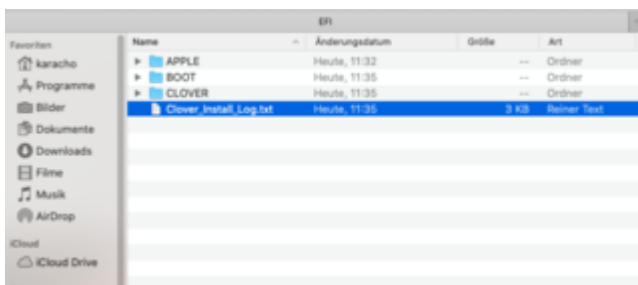 EFI
Favoriten
karacho
Programme
Bilder
Dokumente
Downloads
Filme
Musik
AirDrop
iCloud
iCloud Drive
Name Änderungsdatum Größe Art
APPLE Heute, 11:32 -- Ordner
BOOT Heute, 11:35 -- Ordner
CLOVER Heute, 11:35 -- Ordner
Clover_Install_Log.txt Heute, 11:35 3 KB Reiner Text